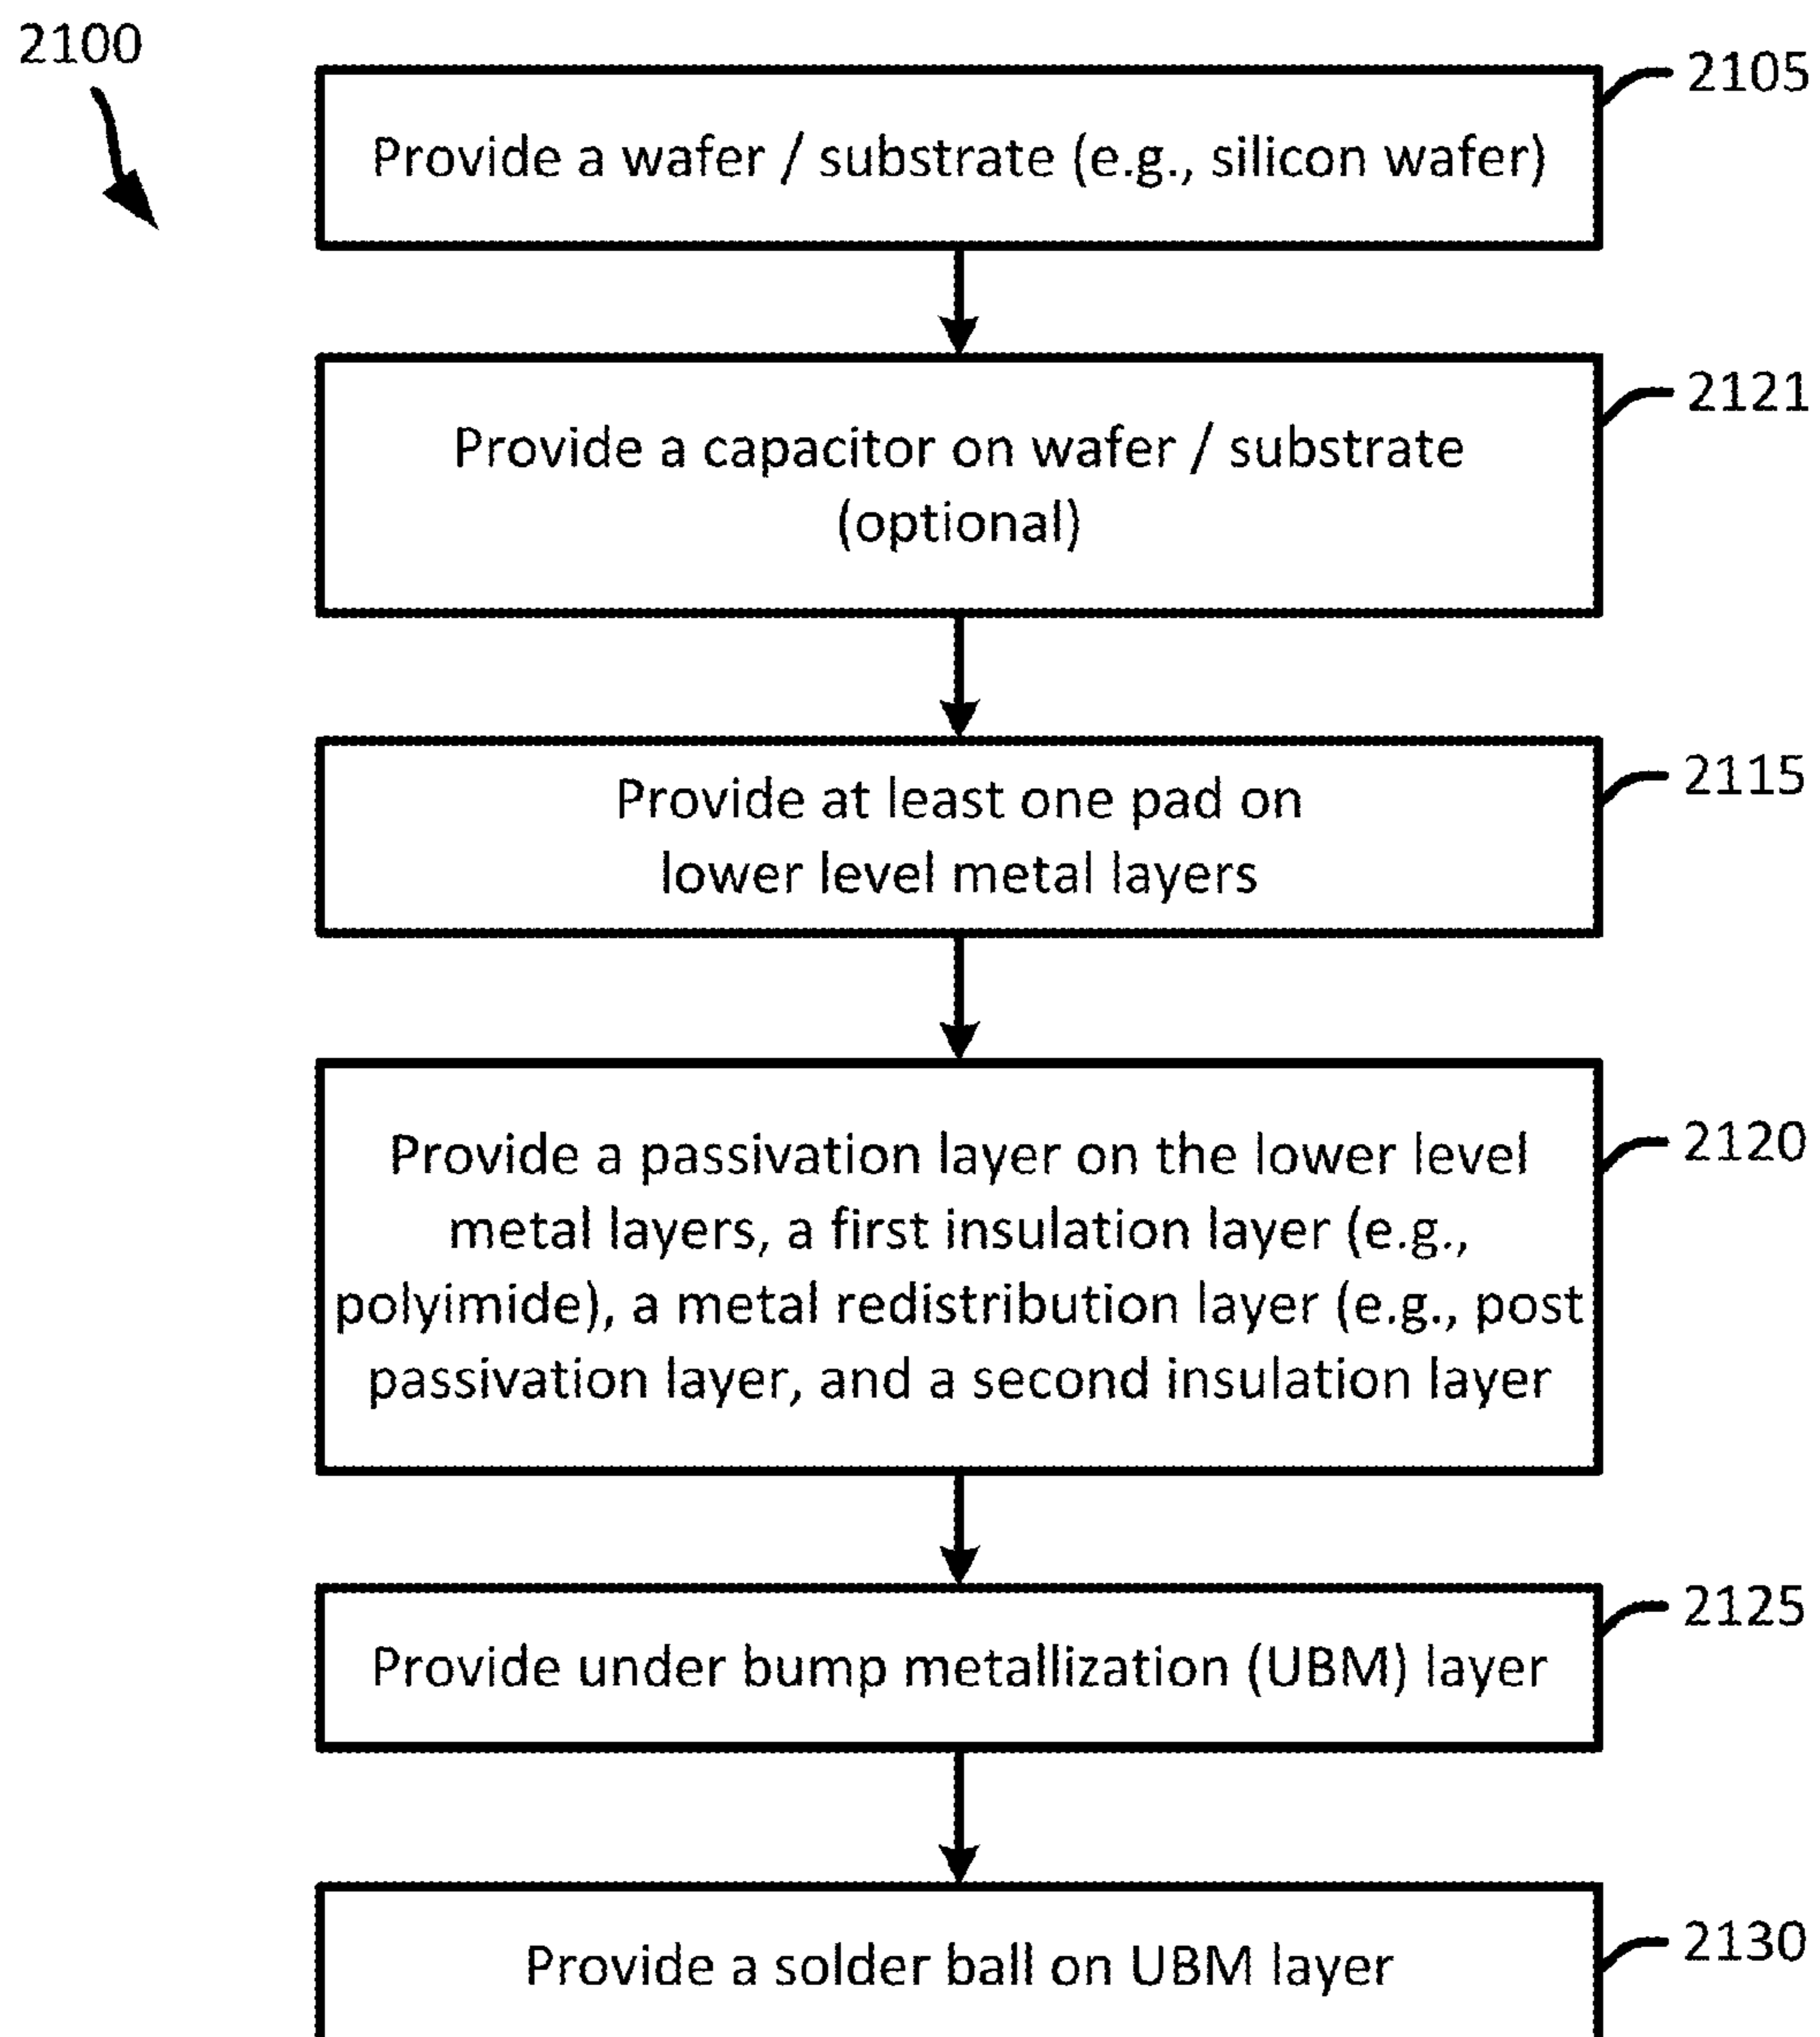 2100
2105
Provide a wafer / substrate (e.g., silicon wafer)
2121
Provide a capacitor on wafer / substrate
(optional)
2115
Provide at least one pad on
lower level metal layers
2120
Provide a passivation layer on the lower level
metal layers, a first insulation layer (e.g.,
polyimide), a metal redistribution layer (e.g., post
passivation layer, and a second insulation layer
2125
Provide under bump metallization (UBM) layer
2130
Provide a solder ball on UBM layer